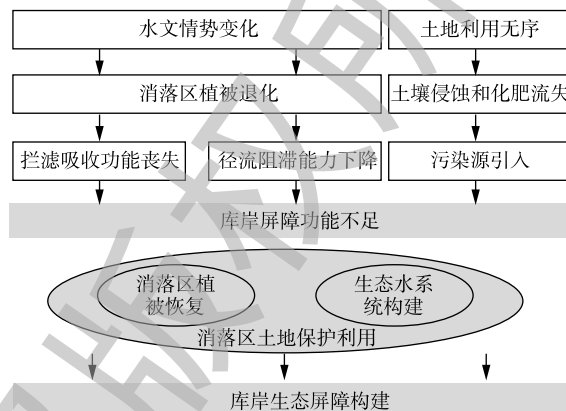 水文情势变化
土地利用无序
消落区植被退化
土壤侵蚀和化肥流失
拦滤吸收功能丧失
径流阻滞能力下降
污染源引入
库岸屏障功能不足
消落区植
被恢复
生态水系
统构建
消落区土地保护利用
库岸生态屏障构建
版权所